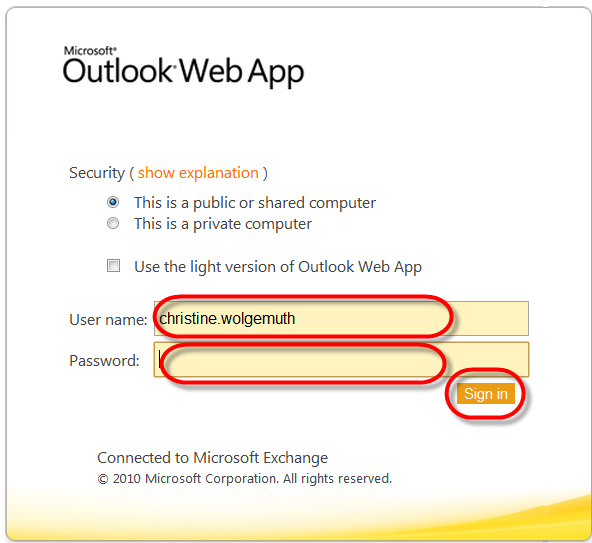 Microsoft®
Outlook® Web App
Security ( show explanation )
This is a public or shared computer
This is a private computer
Use the light version of Outlook Web App
User name: christine.wolgemuth
Password:
Sign in
Connected to Microsoft Exchange
© 2010 Microsoft Corporation. All rights reserved.